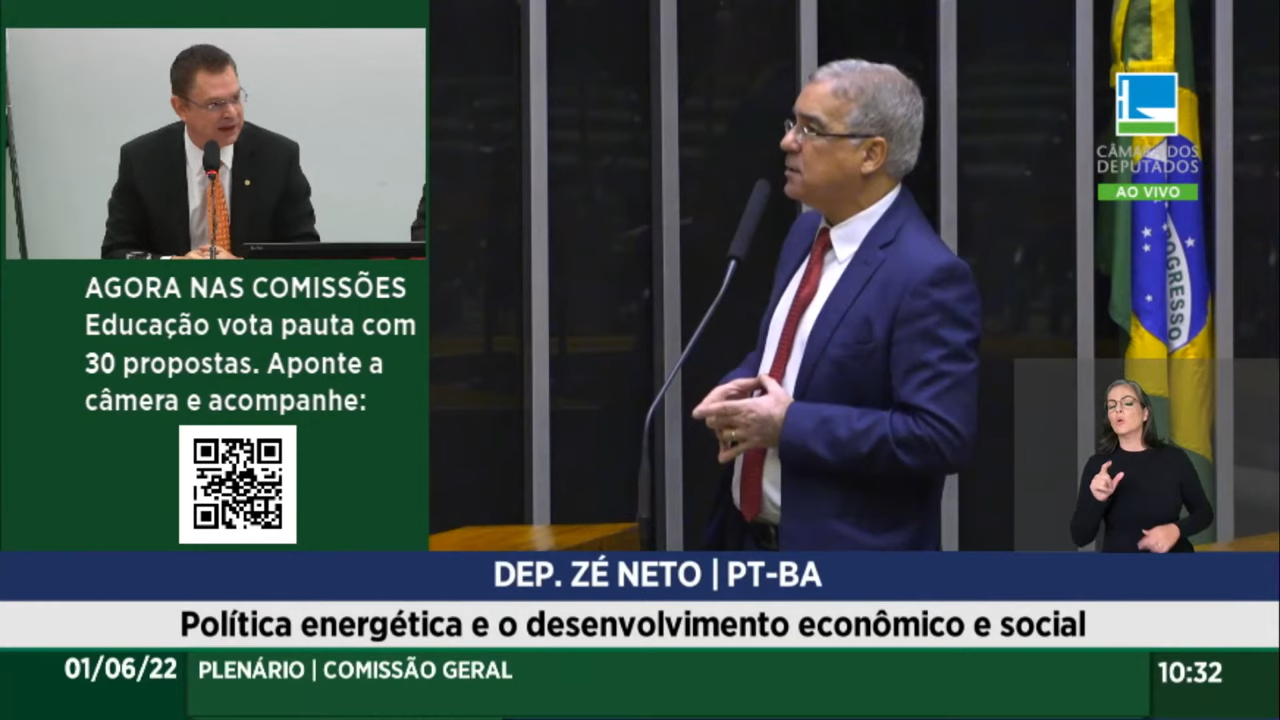 AGORA NAS COMISSÕES
Educação vota pauta com
30 propostas. Aponte a
câmera e acompanhe:
CÂMARA DOS
DEPUTADOS
AO VIVO
PROGRESSO
DEP. ZÉ NETO | PT-BA
Política energética e o desenvolvimento econômico e social
01/06/22
PLENÁRIO | COMISSÃO GERAL
10:32